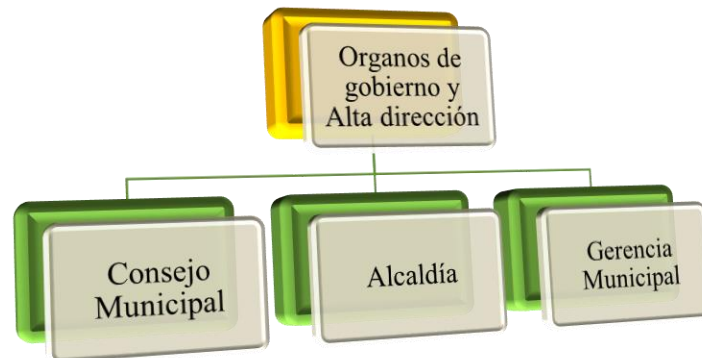 Organos de
gobierno y
Alta dirección
Consejo
Municipal
Alcaldía
Gerencia
Municipal